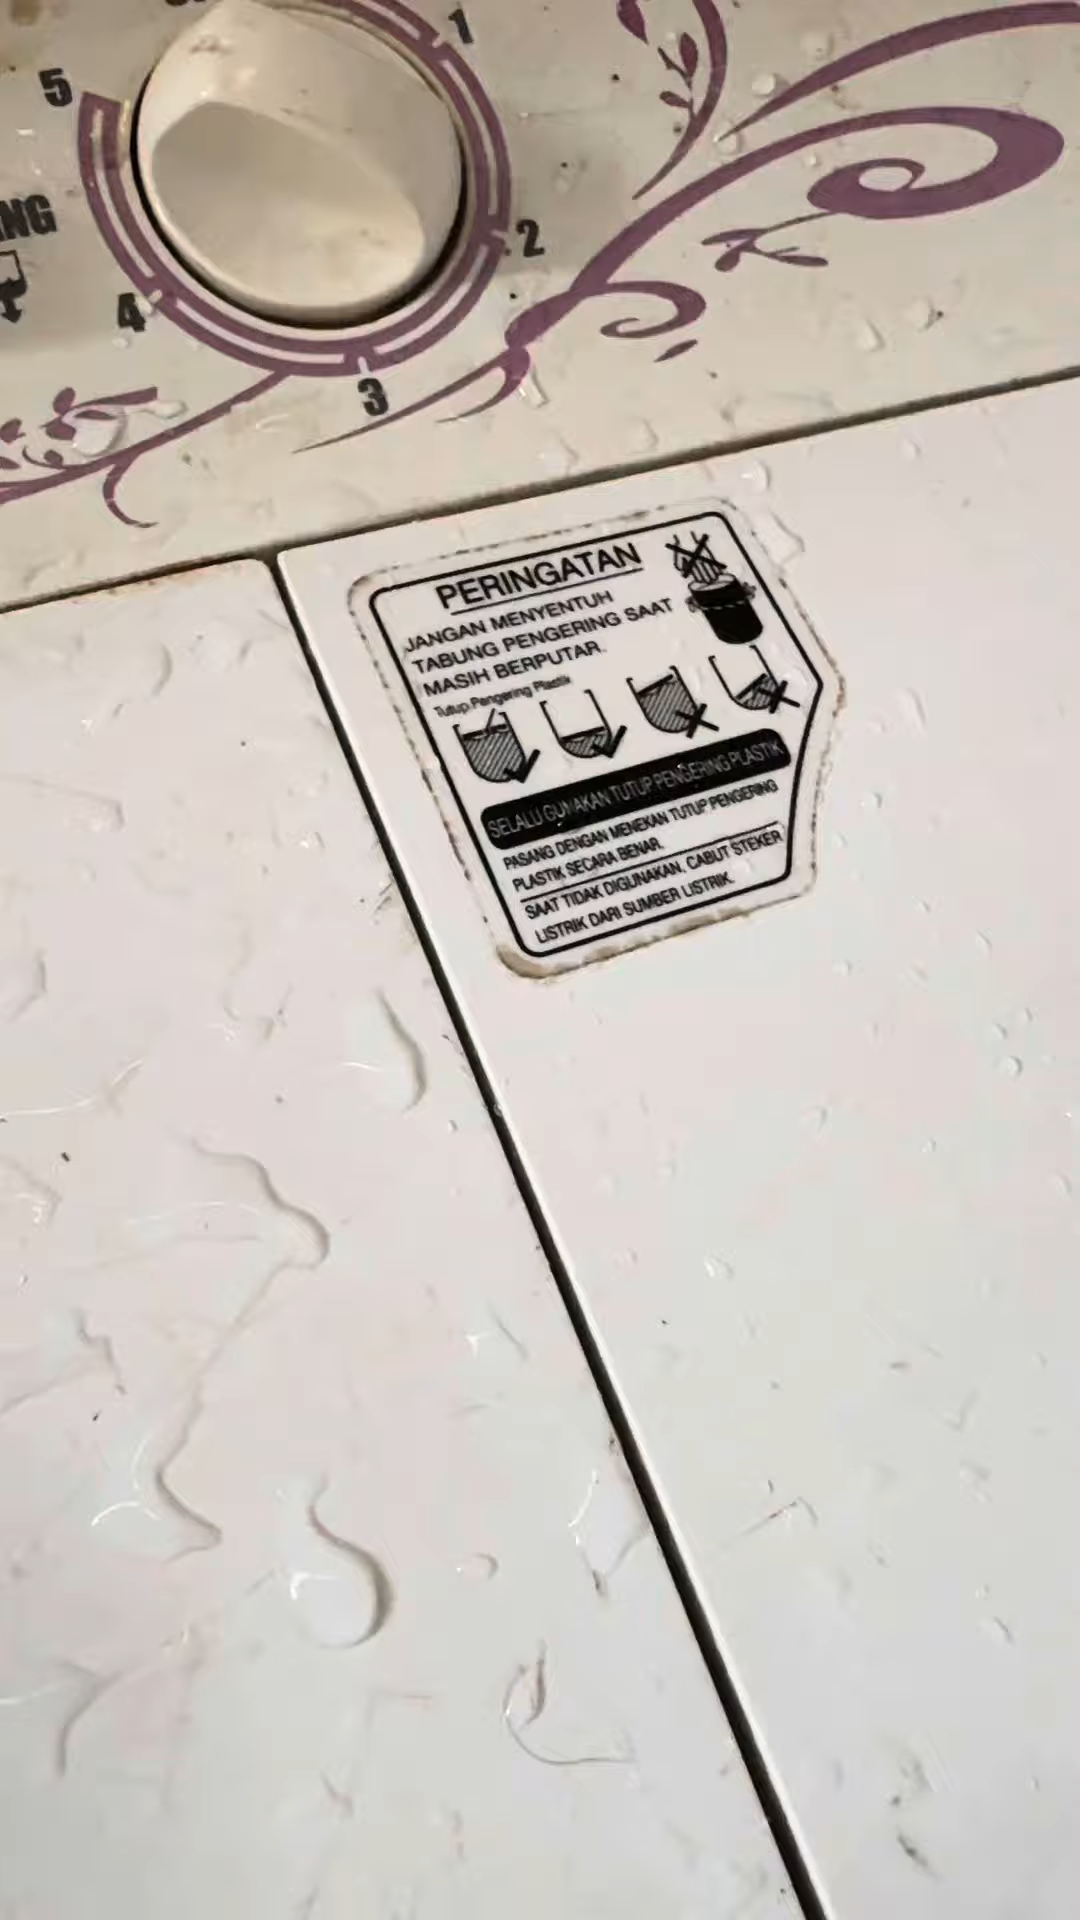 1
5
ING
2
4
3
PERINGATAN
JANGAN MENYENTUH
TABUNG PENGERING SAAT
MASIH BERPUTAR.
Tutup Pengering Plastik
SELALU GUNAKAN TUTUP PENGERING PLASTIK
PASANG DENGAN MENEKAN TUTUP PENGERING
PLASTIK SECARA BENAR.
SAAT TIDAK DIGUNAKAN, CABUT STEKER
LISTRIK DARI SUMBER LISTRIK.